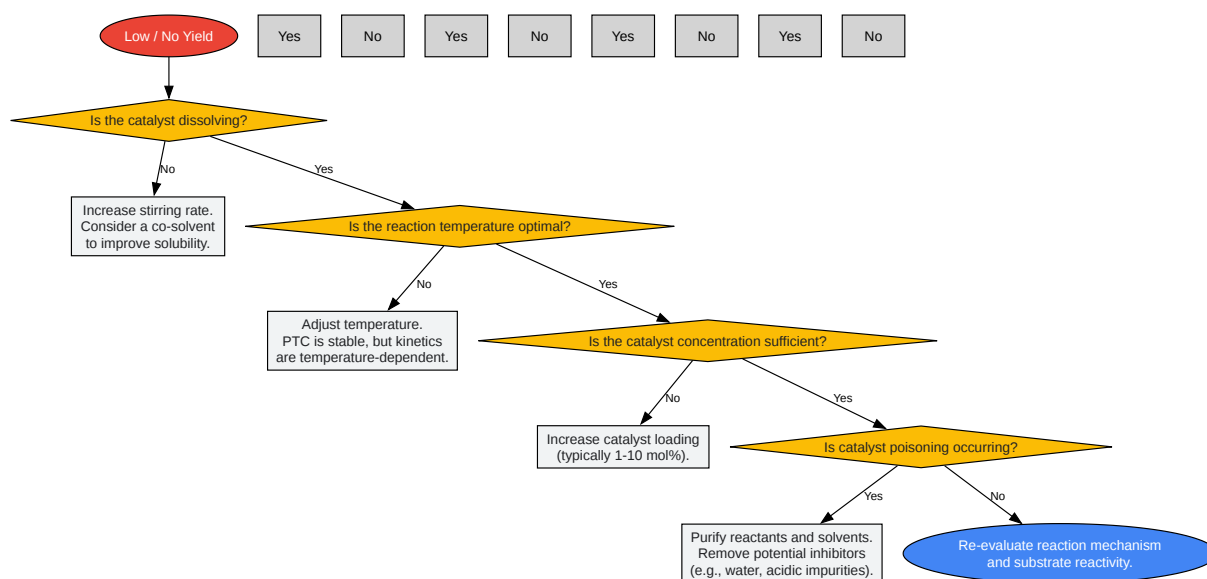 Low / No Yield
Yes
No
Yes
No
Yes
No
Yes
No
Is the catalyst dissolving?
No
Yes
Increase stirring rate.
Consider a co-solvent
to improve solubility.
Is the reaction temperature optimal?
No
Yes
Adjust temperature.
PTC is stable, but kinetics
are temperature-dependent.
Is the catalyst concentration sufficient?
No
Yes
Increase catalyst loading
(typically 1-10 mol%).
Is catalyst poisoning occurring?
Yes
No
Purify reactants and solvents.
Remove potential inhibitors
(e.g., water, acidic impurities).
Re-evaluate reaction mechanism
and substrate reactivity.